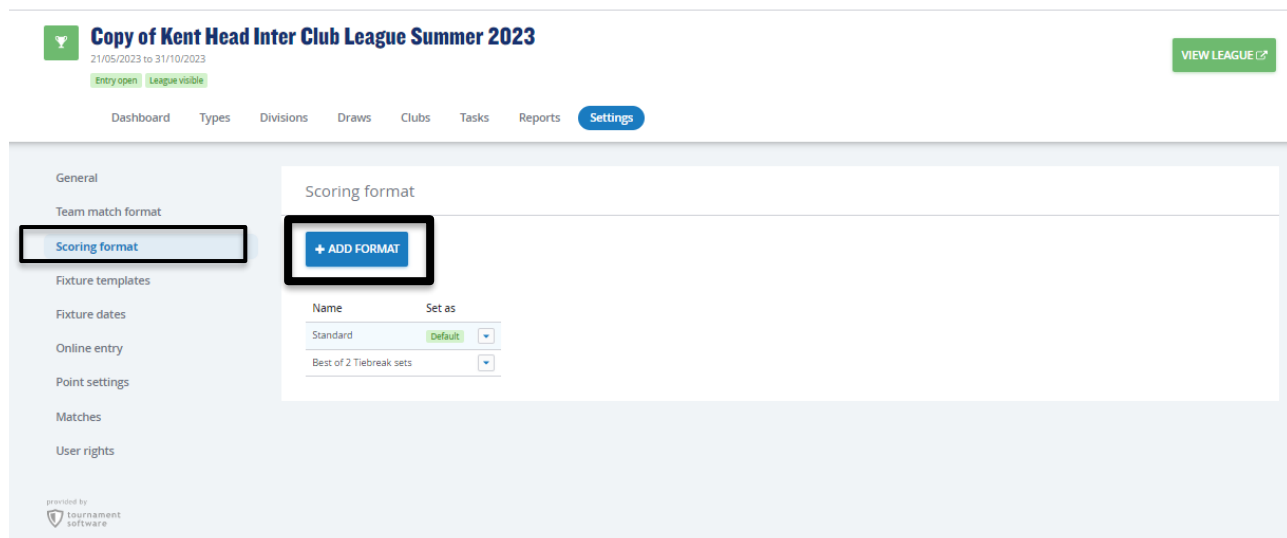 Copy of Kent Head Inter Club League Summer 2023
21/05/2023 to 31/10/2023
Entry open League visible
VIEW LEAGUE
Dashboard Types Divisions Draws Clubs Tasks Reports Settings
General
Team match format
Scoring format
Fixture templates
Fixture dates
Online entry
Point settings
Matches
User rights
provided by
tournament
software
Scoring format
+ ADD FORMAT
Name Set as
Standard Default
Best of 2 Tiebreak sets